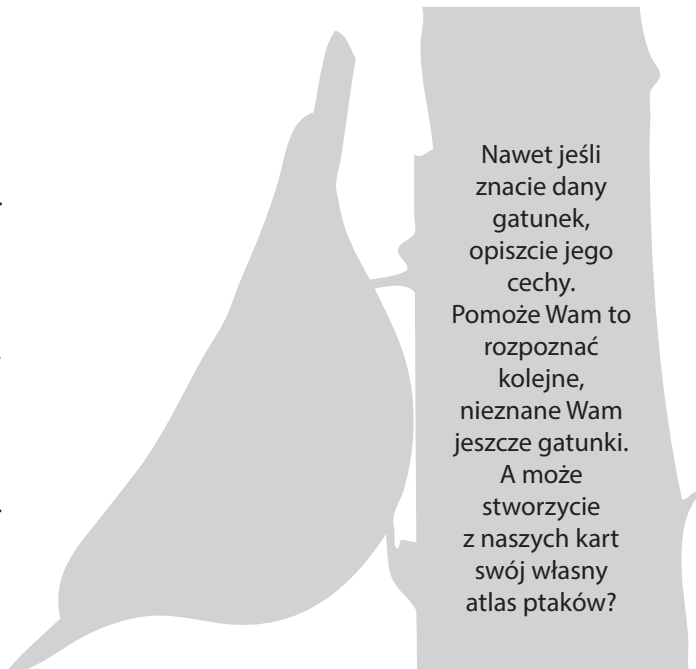 Nawet jeśli
znacie dany
gatunek,
opiszcie jego
cechy.
Pomoże Wam to
rozpoznać
kolejne,
nieznane Wam
jeszcze gatunki.
A może
stworzycie
z naszych kart
swój własny
atlas ptaków?